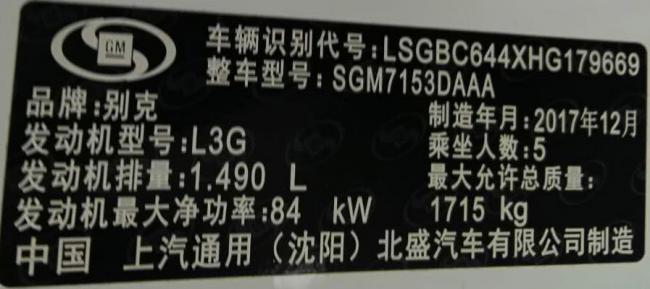 GM
车辆识别代号:LSGBC644XHG179669
整车型号:SGM7153DAAA
品牌:别克
制造年月:2017年12月
发动机型号:L3G
乘坐人数:5
发动机排量:1.490 L
最大允许总质量:
发动机最大净功率:84 kW
1715 kg
中国 上汽通用(沈阳)北盛汽车有限公司制造